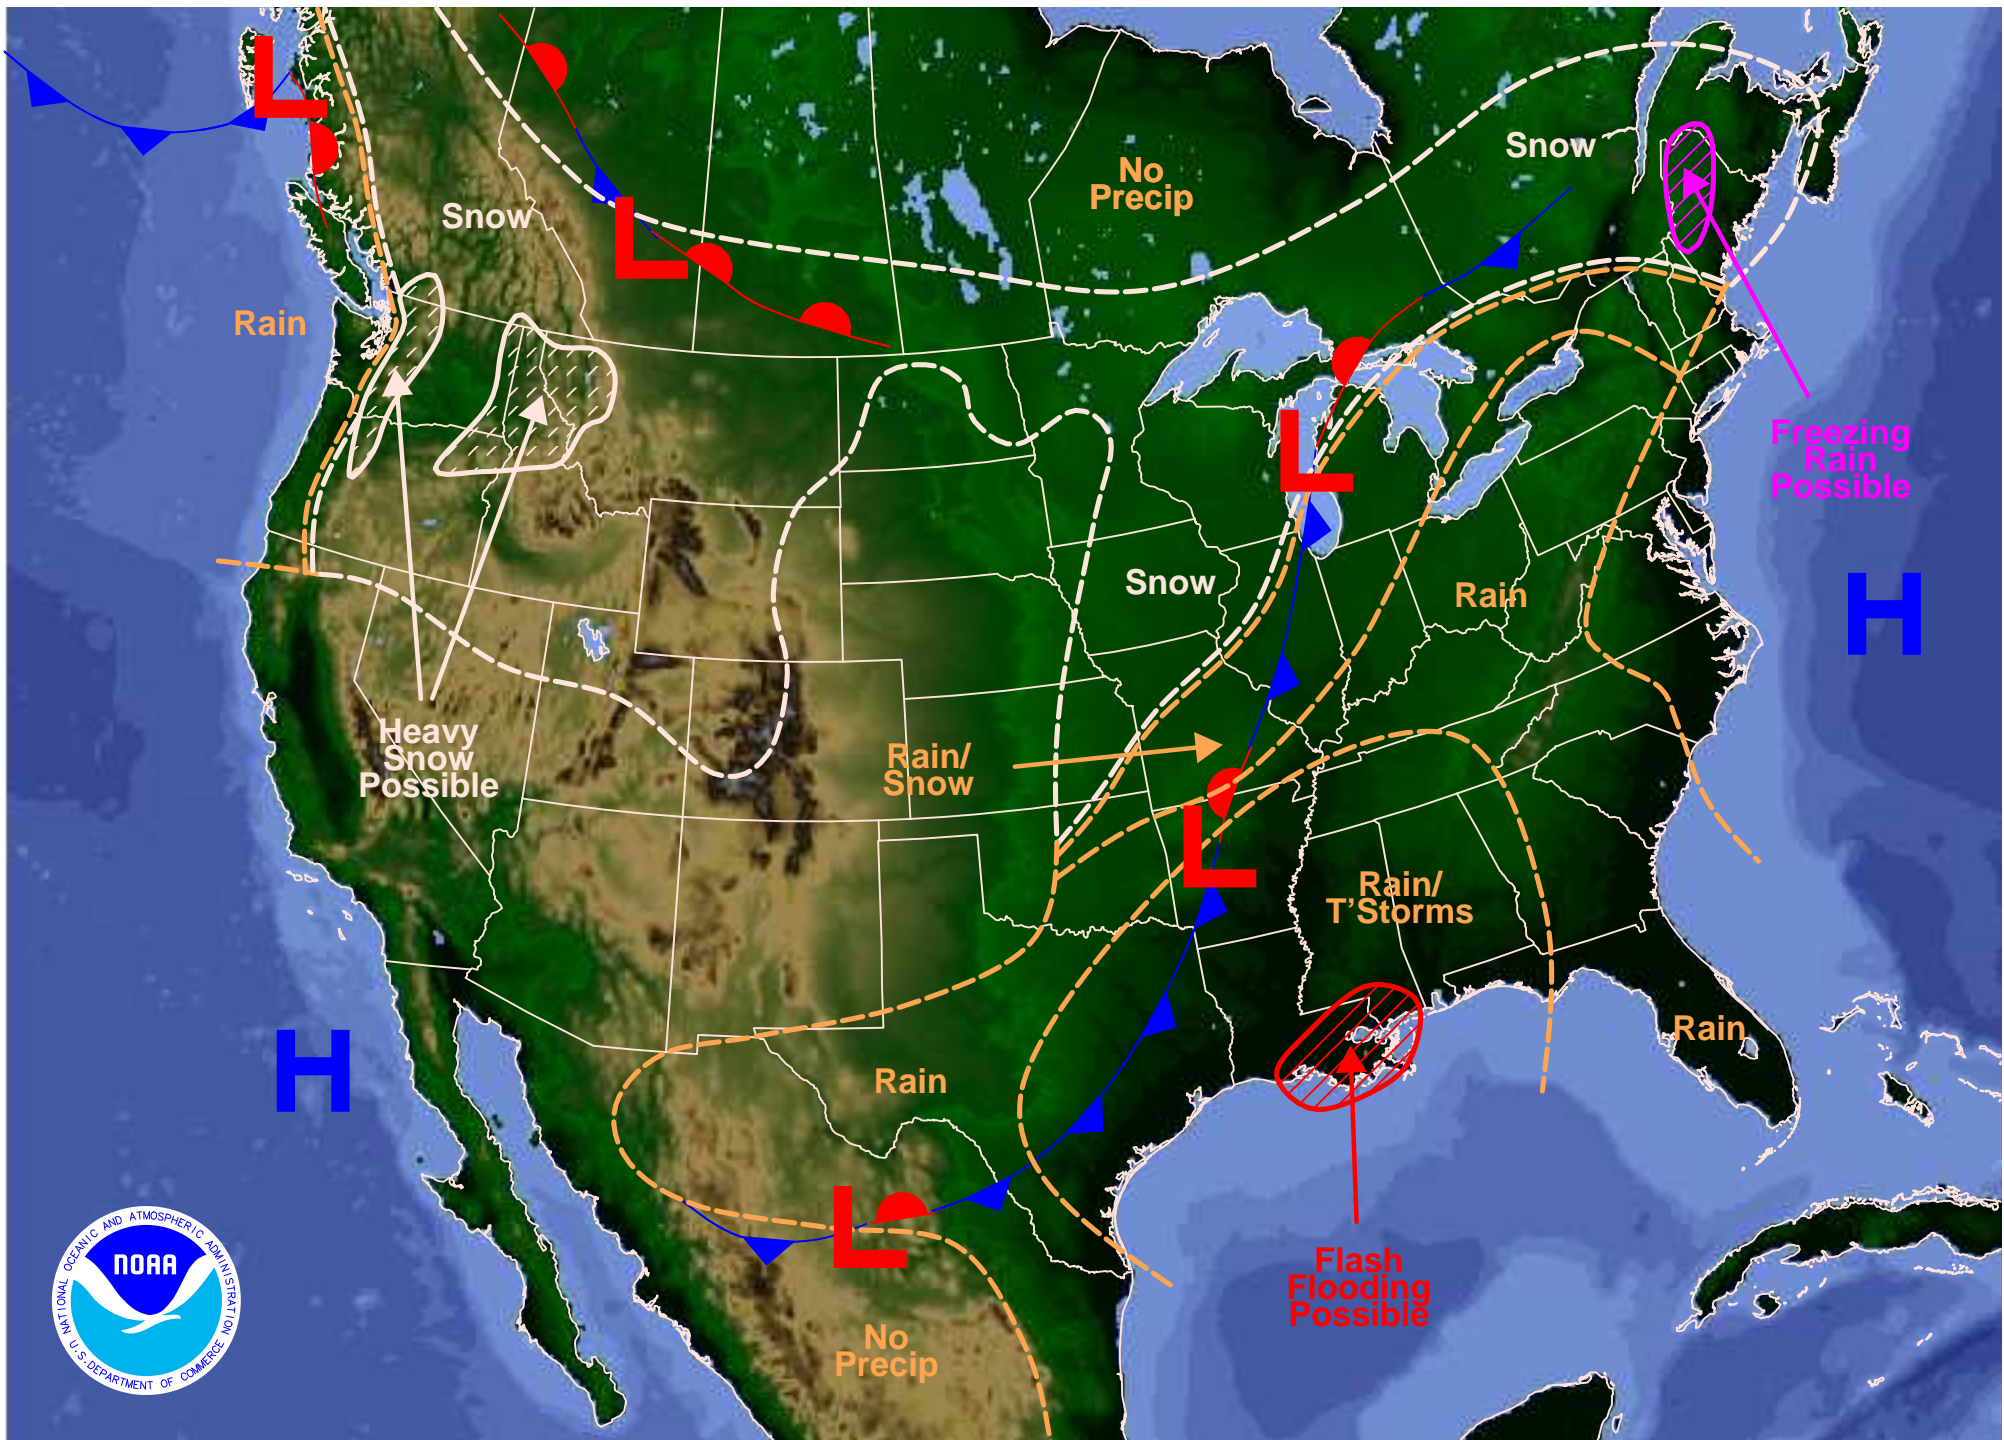 L
Snow
No
Precip
Snow
L
Rain
Freezing
Rain
Possible
L
Snow
Rain
H
Heavy
Snow
Possible
Rain/
Snow
L
Rain/
T'Storms
Rain
H
Rain
L
Flash
Flooding
Possible
No
Precip
NATIONAL OCEANIC AND ATMOSPHERIC ADMINISTRATION
NOAA
U.S. DEPARTMENT OF COMMERCE